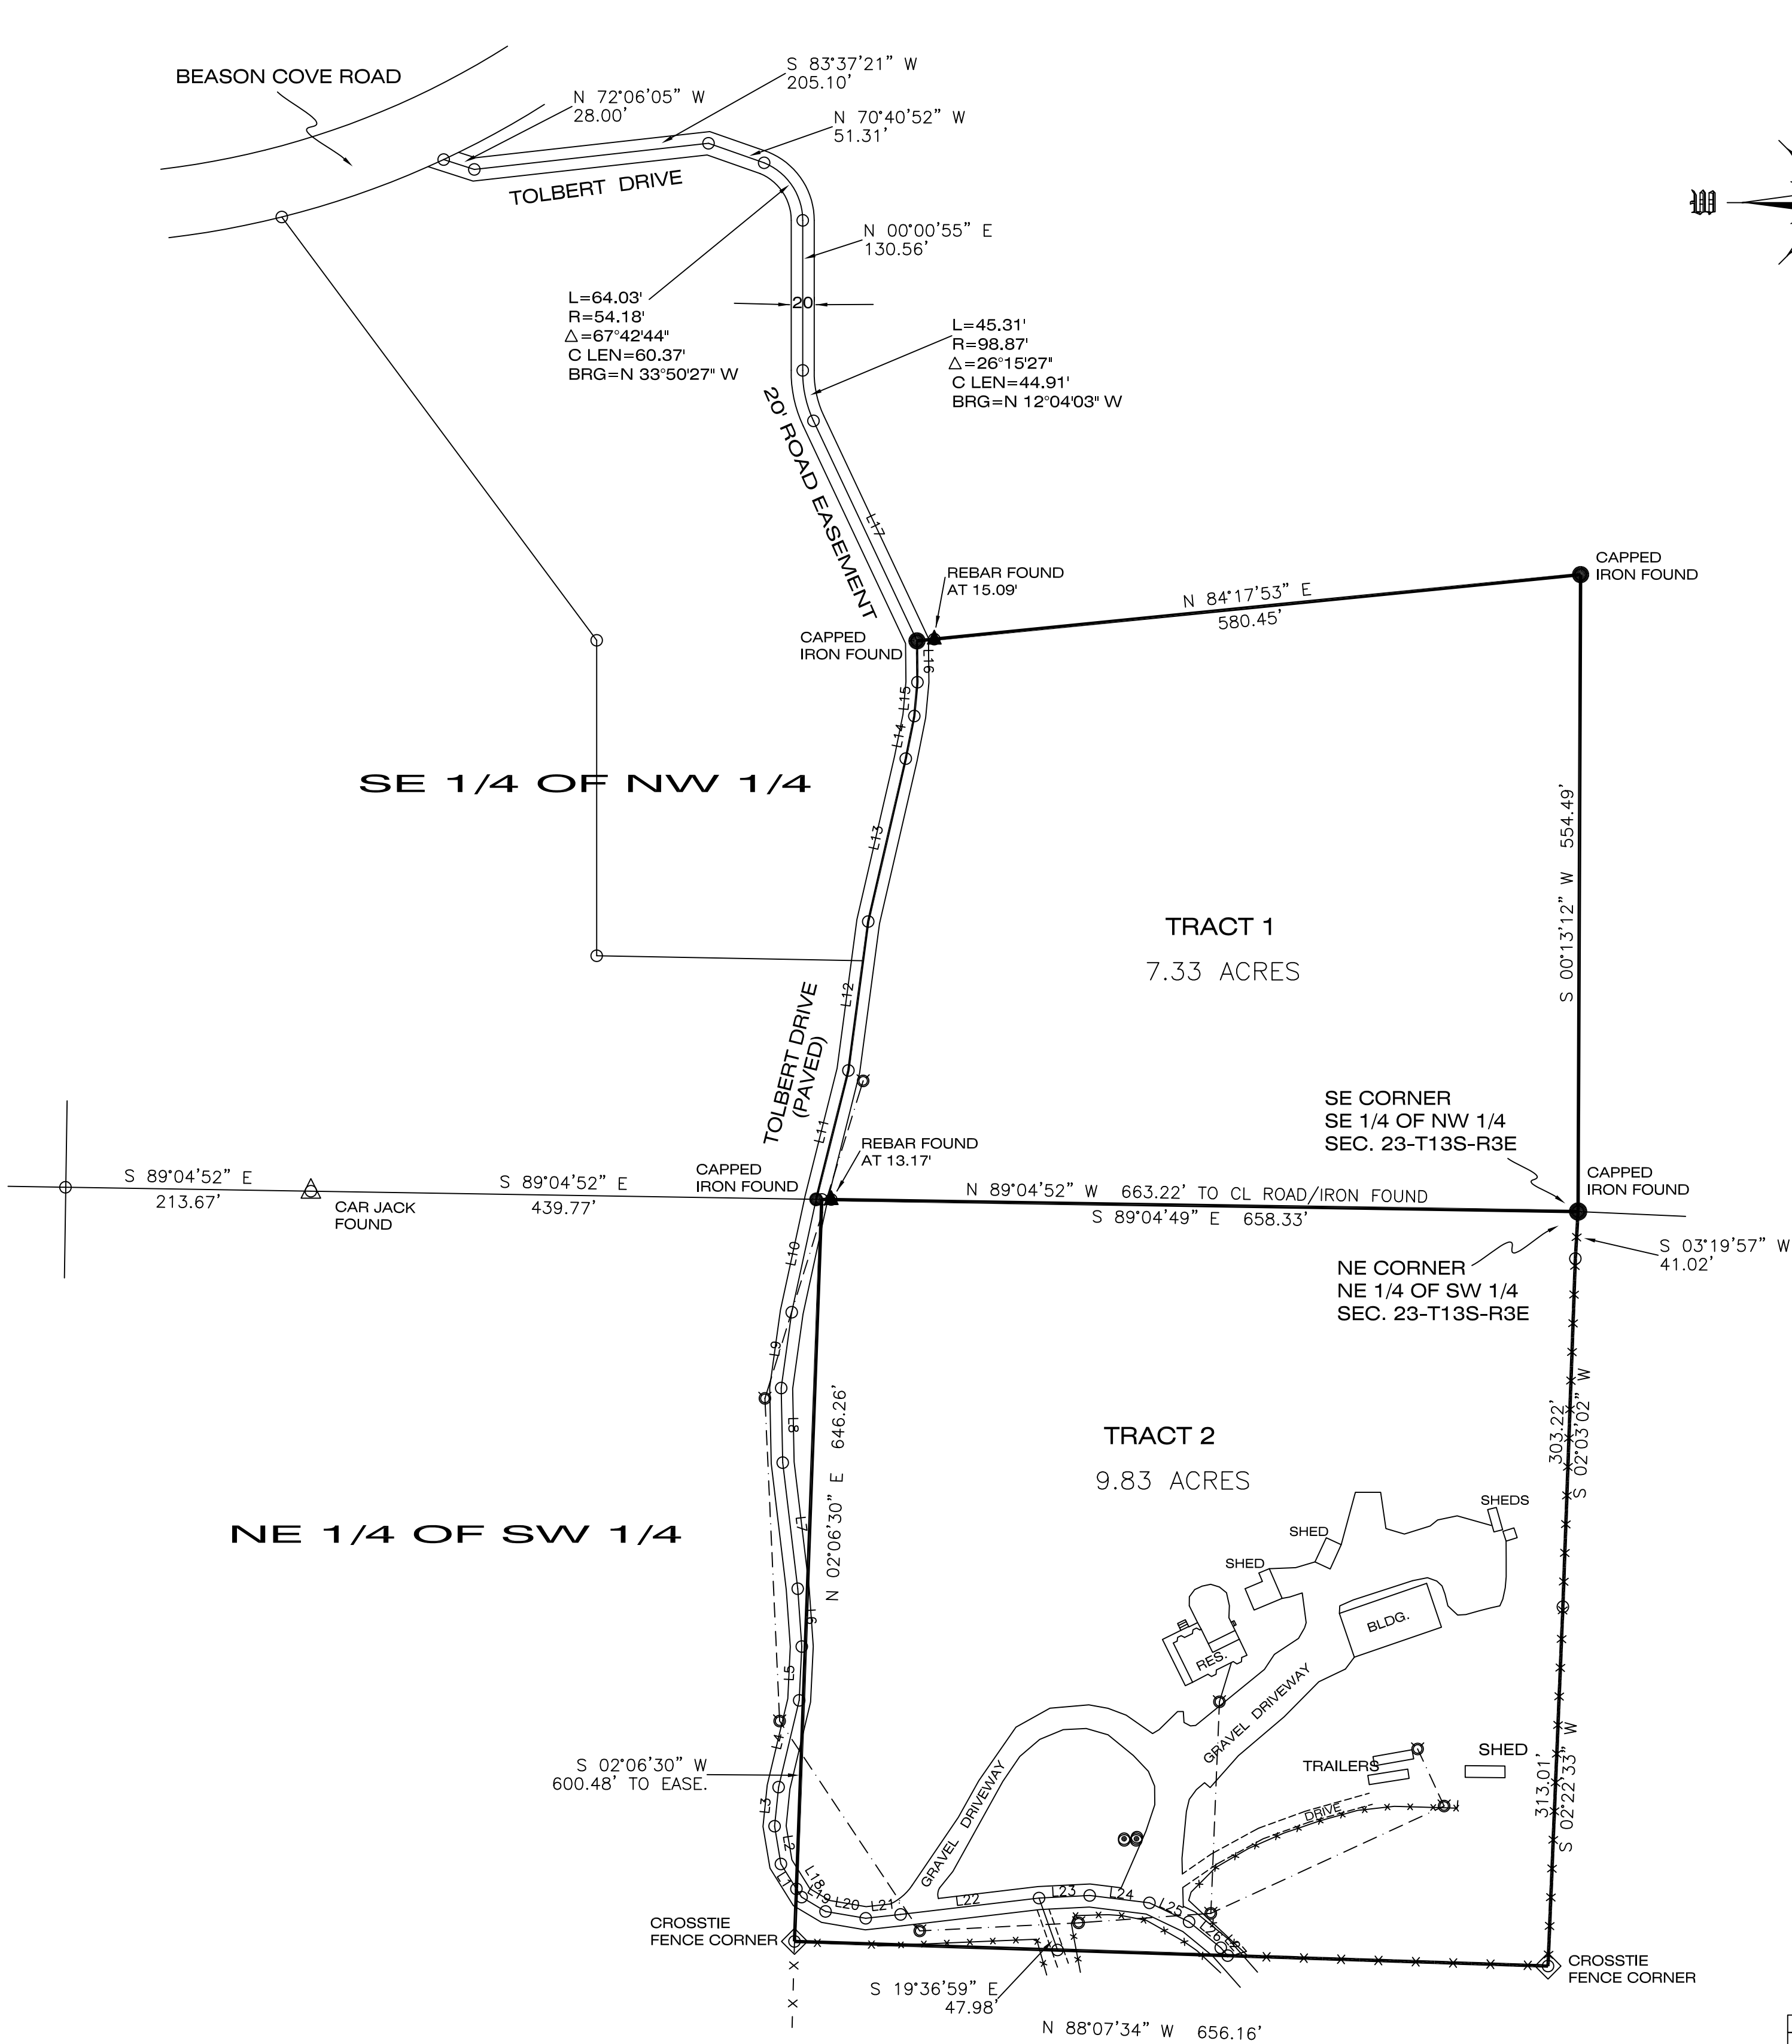 BEASON COVE ROAD
N 72°06'05" W
28.00'
S 83°37'21" W
205.10'
N 70°40'52" W
51.31'
TOLBERT DRIVE
N 00°00'55" E
130.56'
L=64.03'
R=54.18'
△=67°42'44"
C LEN=60.37'
BRG=N 33°50'27" W
20
L=45.31'
R=98.87'
△=26°15'27"
C LEN=44.91'
BRG=N 12°04'03" W
20' ROAD EASEMENT
L17
REBAR FOUND
AT 15.09'
CAPPED
IRON FOUND
N 84°17'53" E
580.45'
CAPPED
IRON FOUND
L16
L15
L14
SE 1/4 OF NW 1/4
L13
S 00°13'12" W 554.49'
TRACT 1
7.33 ACRES
L12
TOLBERT DRIVE
(PAVED)
L11
SE CORNER
SE 1/4 OF NW 1/4
SEC. 23-T13S-R3E
REBAR FOUND
AT 13.17'
CAPPED
IRON FOUND
CAPPED
IRON FOUND
S 89°04'52" E
213.67'
CAR JACK
FOUND
S 89°04'52" E
439.77'
N 89°04'52" W 663.22' TO CL ROAD/IRON FOUND
S 89°04'49" E 658.33'
S 03°19'57" W
41.02'
NE CORNER
NE 1/4 OF SW 1/4
SEC. 23-T13S-R3E
L10
L9
L8
N 02°06'30" E 646.26'
303.22'
S 02°03'02" W
TRACT 2
9.83 ACRES
NE 1/4 OF SW 1/4
L7
L6
L5
L4
L3
L2
L1
SHEDS
SHED
SHED
BLDG.
RES.
GRAVEL DRIVEWAY
S 02°06'30" W
600.48' TO EASE.
TRAILERS
SHED
DRIVE
313.01'
S 02°22'33" W
GRAVEL DRIVEWAY
L18
L19
L20
L21
L22
L23
L24
L25
L26
L27
CROSSTIE
FENCE CORNER
CROSSTIE
FENCE CORNER
S 19°36'59" E
47.98'
N 88°07'34" W 656.16'